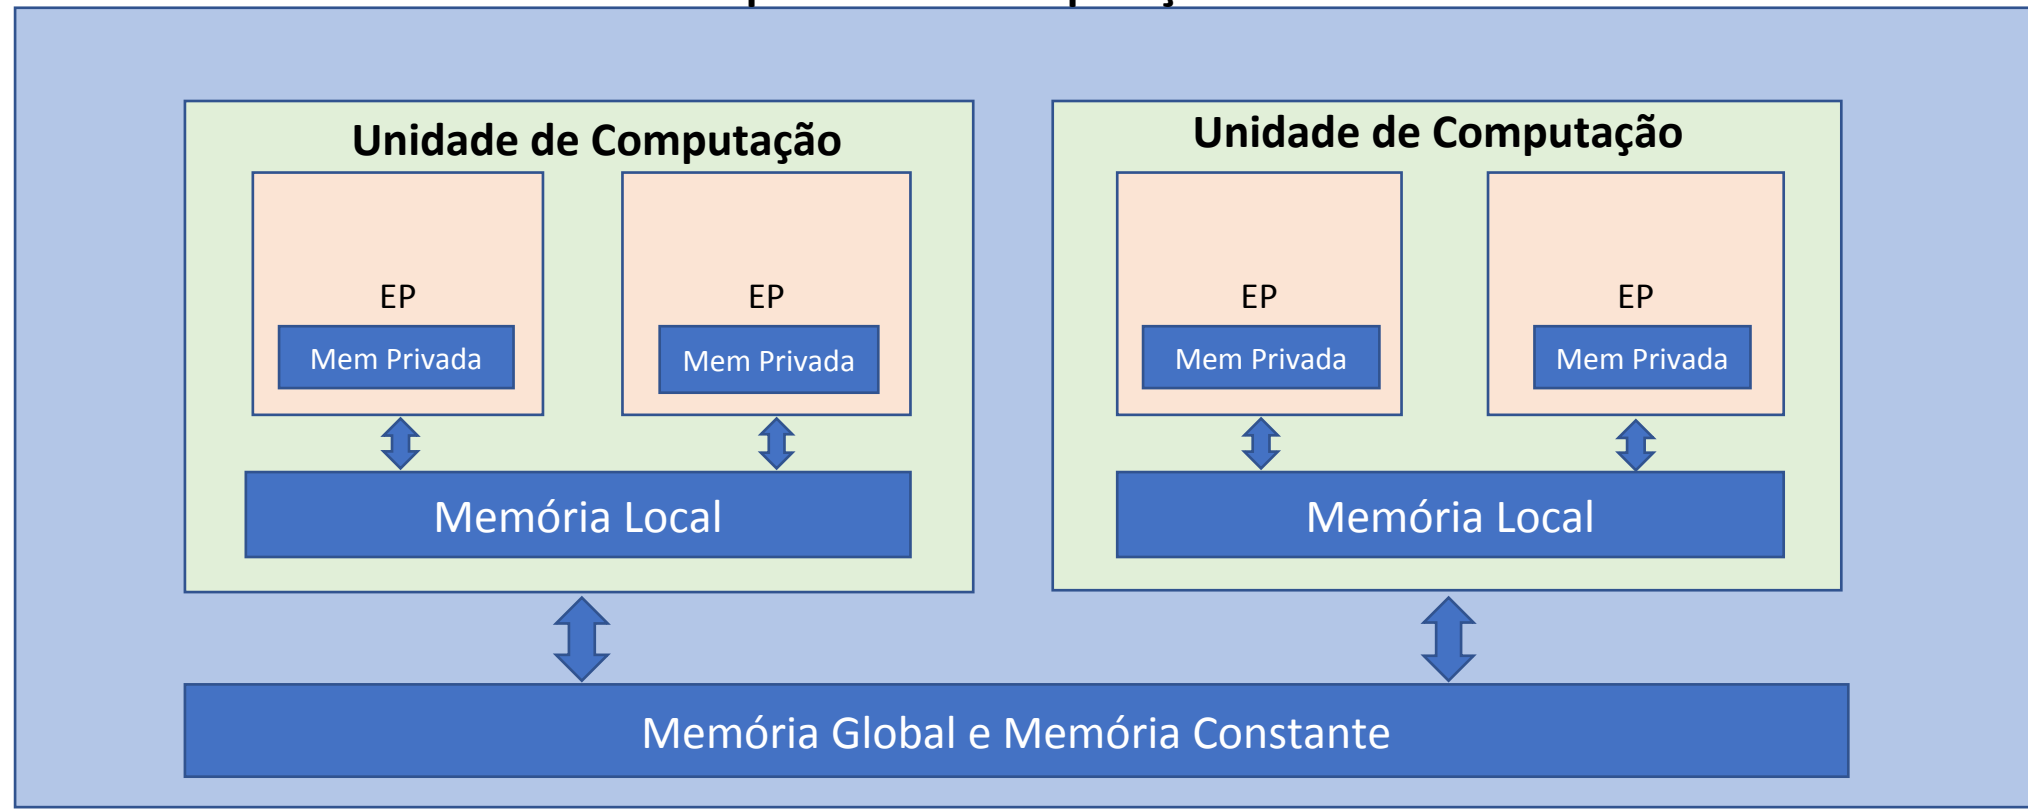 Unidade de Computação
Unidade de Computação
EP
EP
EP
EP
Mem Privada
Mem Privada
Mem Privada
Mem Privada
Memória Local
Memória Local
Memória Global e Memória Constante